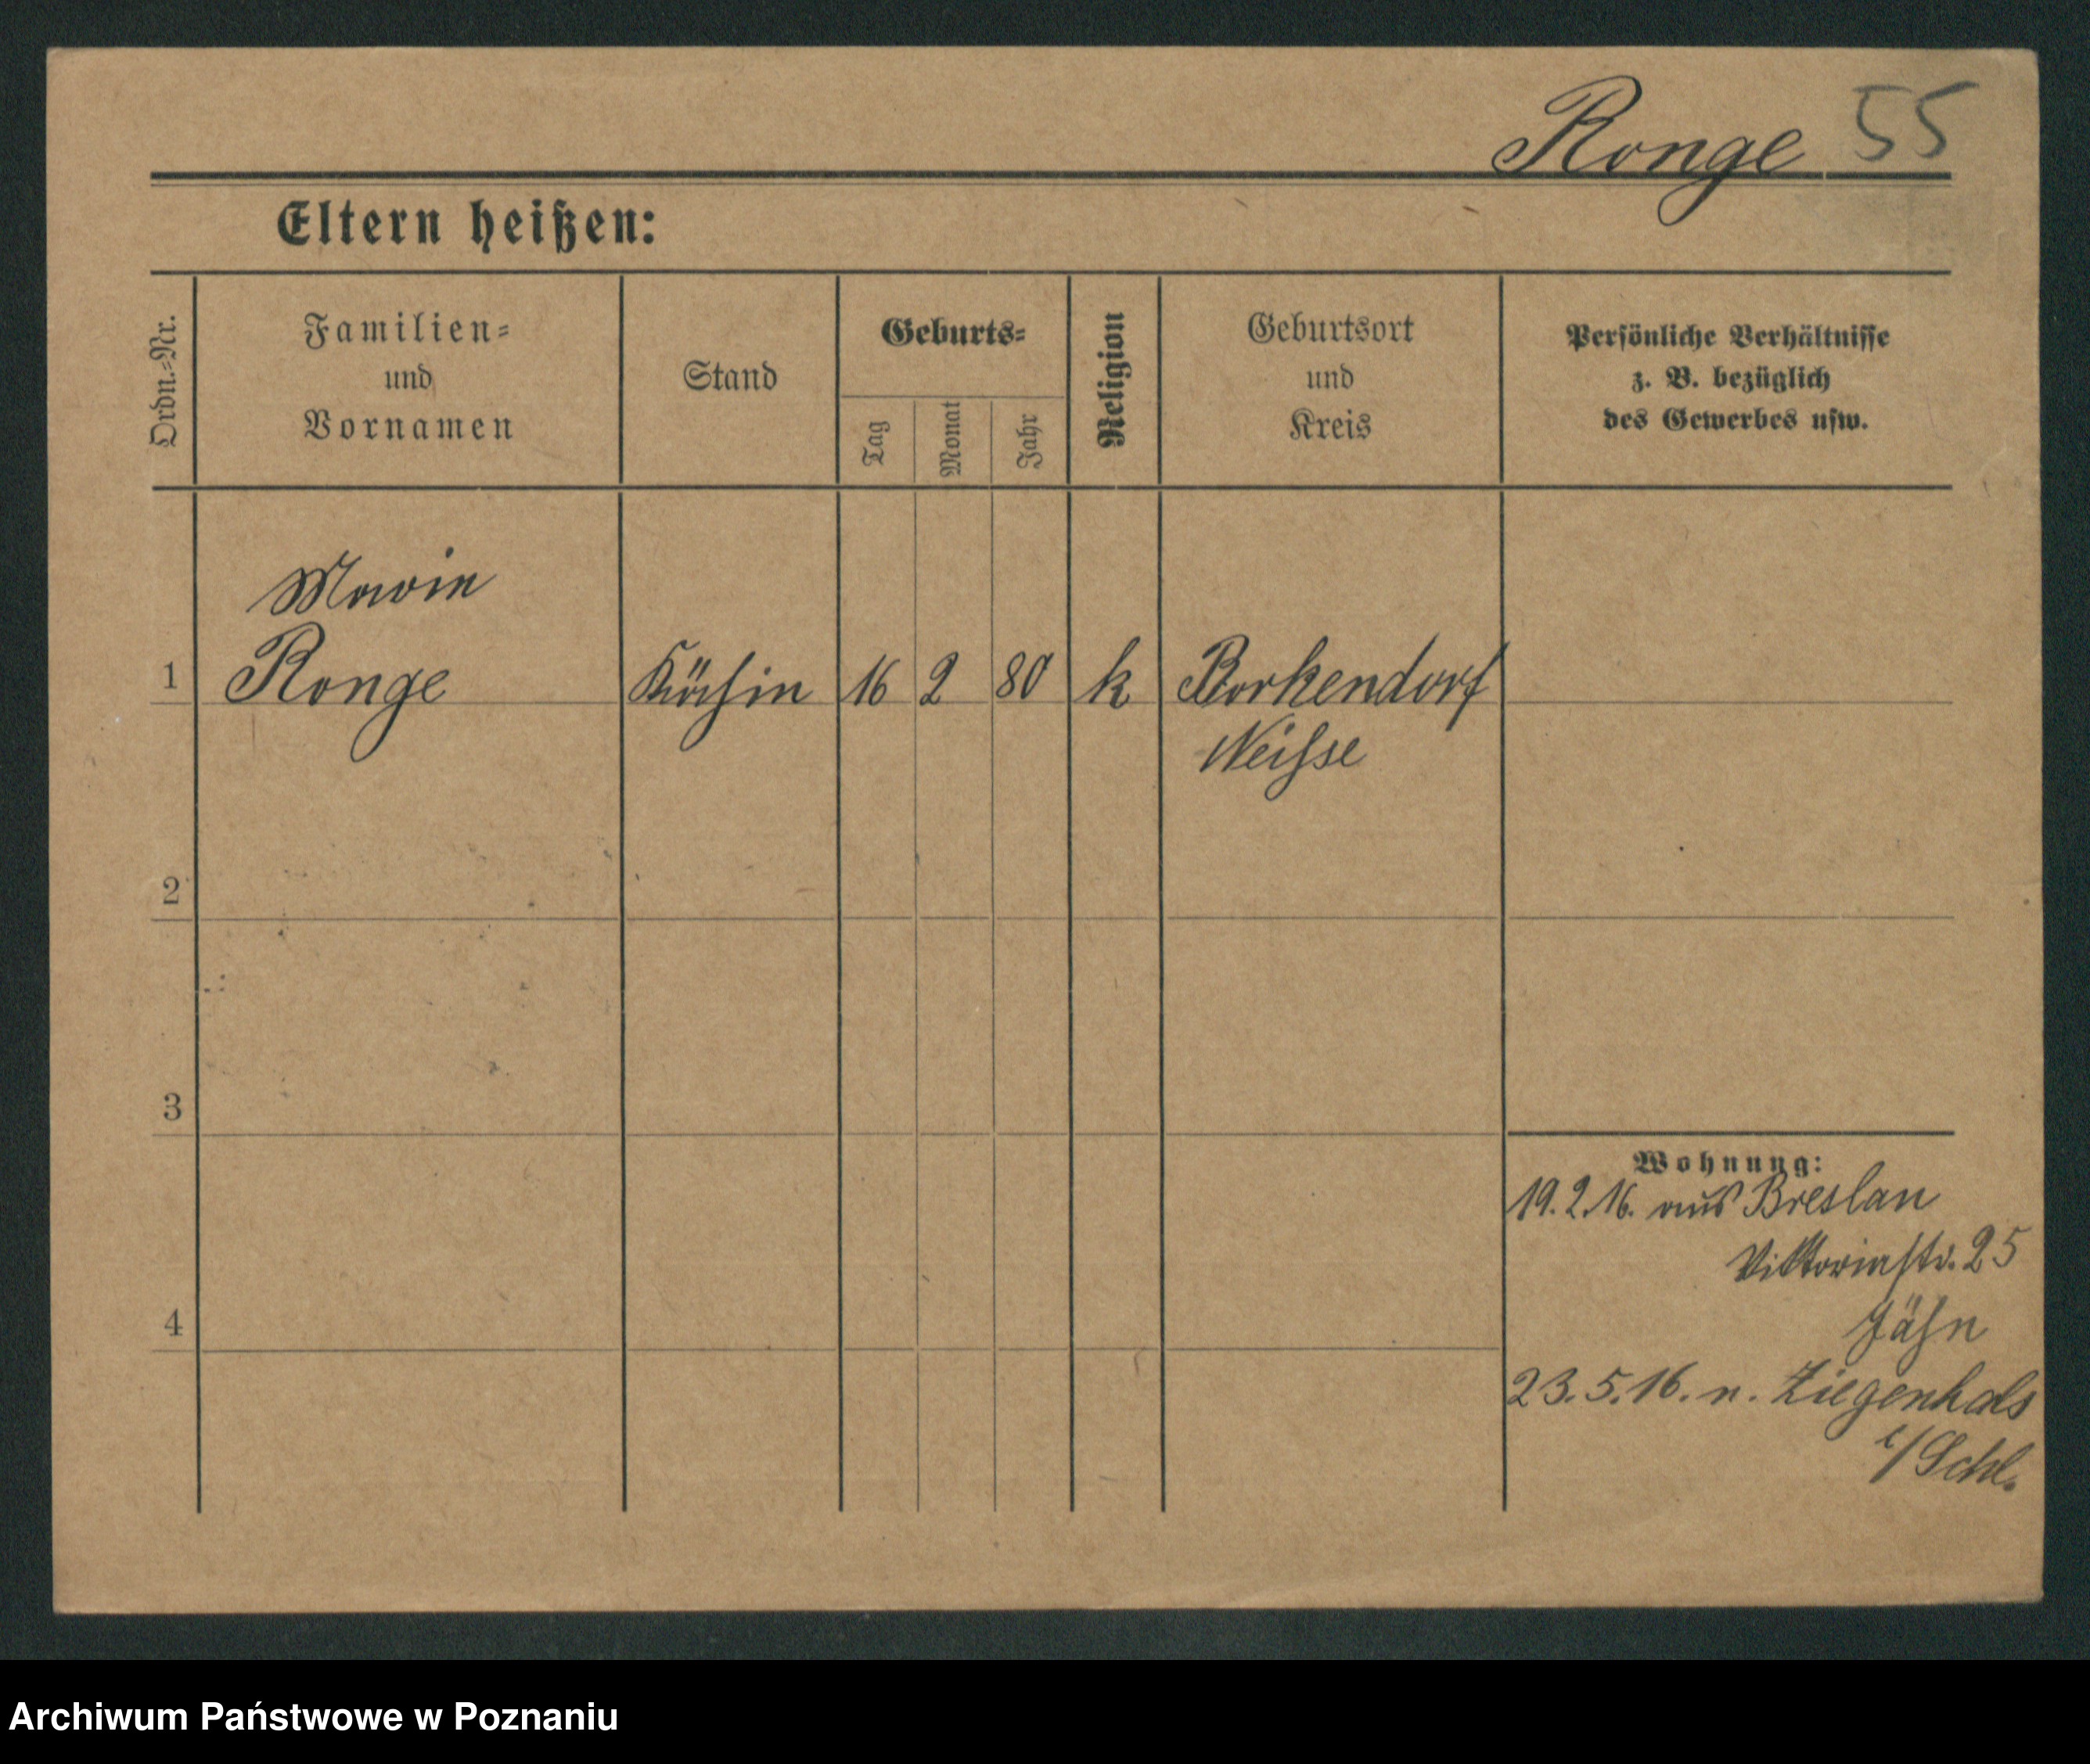 Ronge 55
Eltern heißen:
Ordn.-Nr.
Familien-
und
Vornamen
Stand
Geburts-
Tag
Monat
Jahr
Religion
Geburtsort
und
Kreis
Persönliche Verhältnisse
z. B. bezüglich
des Gewerbes usw.
Marie
1 Ronge Köchin 16 2 80 k Borkendorf
Neisse
2
3
4
Wohnung:
19.2.16. aus Breslau
Viktoriastr. 25
Jähn
23.5.16. n. Ziegenhals
i/Schl.
Archiwum Państwowe w Poznaniu